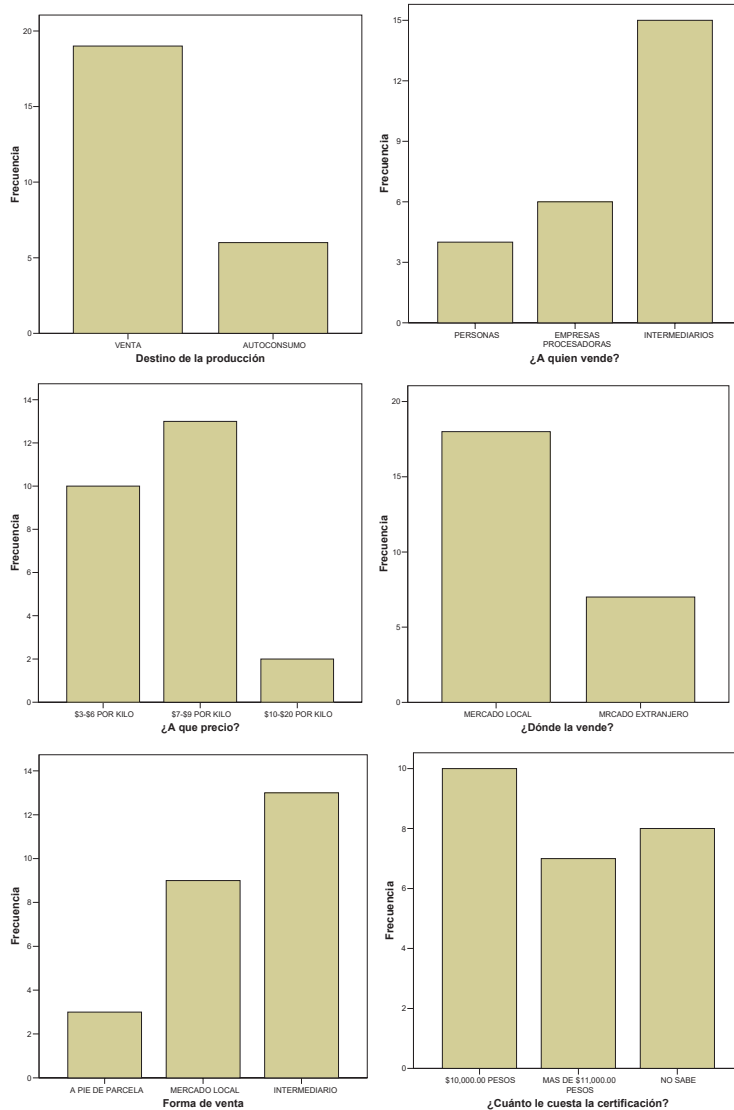 20
15
10
5
0
Frecuencia
VENTA
AUTOCONSUMO
Destino de la producción
15
12
9
6
3
0
Frecuencia
PERSONAS
EMPRESAS
PROCESADORAS
INTERMEDIARIOS
¿A quien vende?
14
12
10
8
6
4
2
0
Frecuencia
$3-$6 POR KILO
$7-$9 POR KILO
$10-$20 POR KILO
¿A que precio?
20
15
10
5
0
Frecuencia
MERCADO LOCAL
MRCADO EXTRANJERO
¿Dónde la vende?
14
12
10
8
6
4
2
0
Frecuencia
A PIE DE PARCELA
MERCADO LOCAL
INTERMEDIARIO
Forma de venta
10
8
6
4
2
0
Frecuencia
$10,000.00 PESOS
MAS DE $11,000.00
PESOS
NO SABE
¿Cuánto le cuesta la certificación?